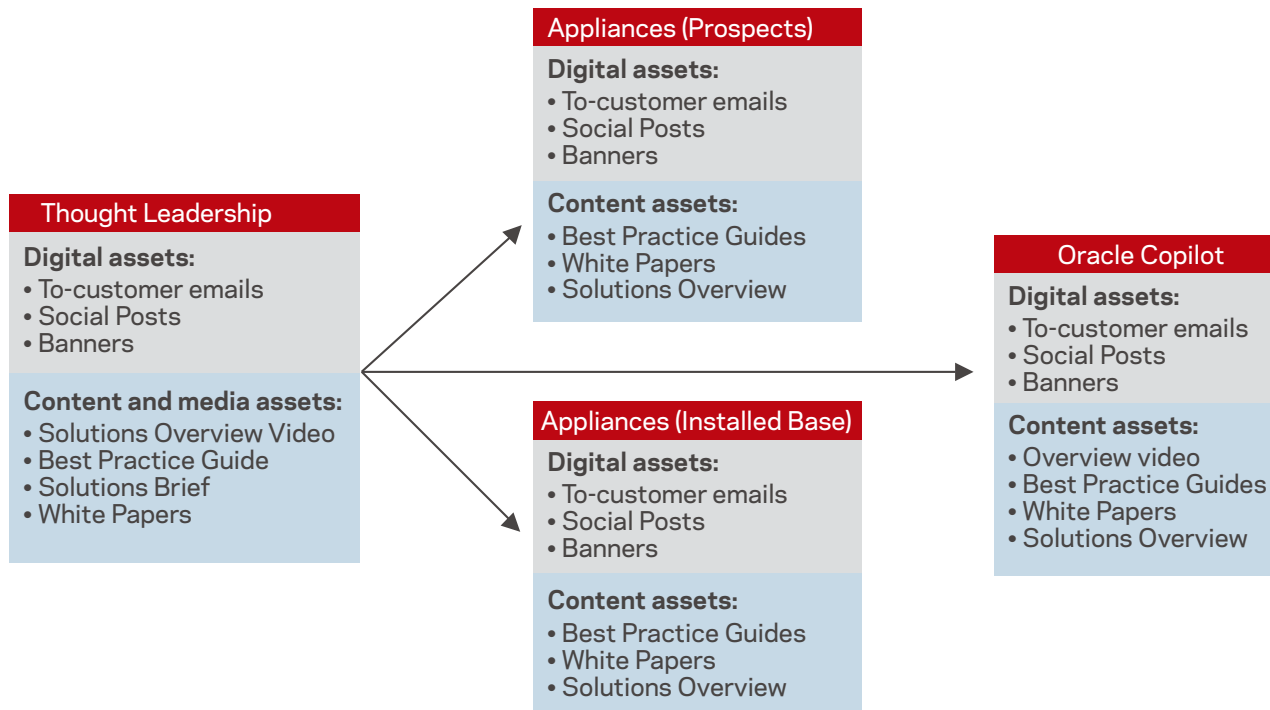 Thought Leadership
Digital assets:
• To-customer emails
• Social Posts
• Banners
Content and media assets:
• Solutions Overview Video
• Best Practice Guide
• Solutions Brief
• White Papers
Appliances (Prospects)
Digital assets:
• To-customer emails
• Social Posts
• Banners
Content assets:
• Best Practice Guides
• White Papers
• Solutions Overview
Appliances (Installed Base)
Digital assets:
• To-customer emails
• Social Posts
• Banners
Content assets:
• Best Practice Guides
• White Papers
• Solutions Overview
Oracle Copilot
Digital assets:
• To-customer emails
• Social Posts
• Banners
Content assets:
• Overview video
• Best Practice Guides
• White Papers
• Solutions Overview